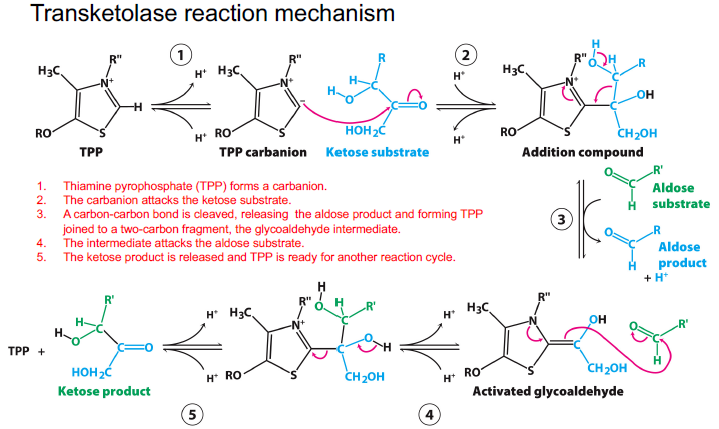 Transketolase reaction mechanism
1
2
H₃C
R"
N⁺
H
S
RO
TPP
H⁺
H⁺
H₃C
R"
N⁺
–
S
RO
TPP carbanion
R
H
C
H
O
C
O
HOH₂C
Ketose substrate
H⁺
H⁺
H
O
H
R
C
R"
H₃C
N⁺
C
OH
S
RO
CH₂OH
Addition compound
1. Thiamine pyrophosphate (TPP) forms a carbanion.
2. The carbanion attacks the ketose substrate.
3. A carbon-carbon bond is cleaved, releasing the aldose product and forming TPP
joined to a two-carbon fragment, the glycoaldehyde intermediate.
4. The intermediate attacks the aldose substrate.
5. The ketose product is released and TPP is ready for another reaction cycle.
3
O
R'
C
H
Aldose
substrate
O
R
C
H
Aldose
product
+ H⁺
TPP +
R'
H
C
H
O
C
O
HOH₂C
Ketose product
H⁺
H⁺
5
H
O
H
R'
C
R"
H₃C
N⁺
C
O
H
S
RO
CH₂OH
H⁺
H⁺
4
H₃C
R"
N
OH
C
S
RO
CH₂OH
Activated glycoaldehyde
O
R'
C
H